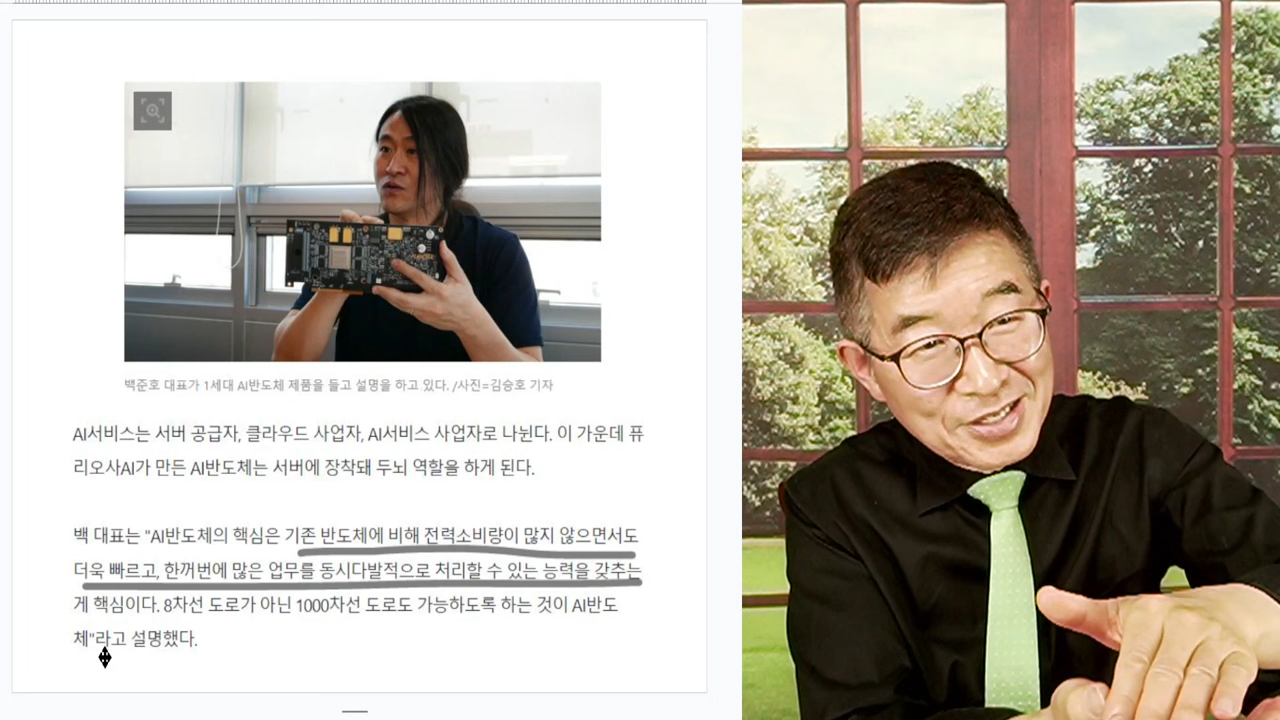 백준호 대표가 1세대 AI반도체 제품을 들고 설명을 하고 있다. /사진=김승호 기자
AI서비스는 서버 공급자, 클라우드 사업자, AI서비스 사업자로 나뉜다. 이 가운데 퓨
리오사AI가 만든 AI반도체는 서버에 장착돼 두뇌 역할을 하게 된다.
백 대표는 "AI반도체의 핵심은 기존 반도체에 비해 전력소비량이 많지 않으면서도
더욱 빠르고, 한꺼번에 많은 업무를 동시다발적으로 처리할 수 있는 능력을 갖추는
게 핵심이다. 8차선 도로가 아닌 1000차선 도로도 가능하도록 하는 것이 AI반도
체"라고 설명했다.